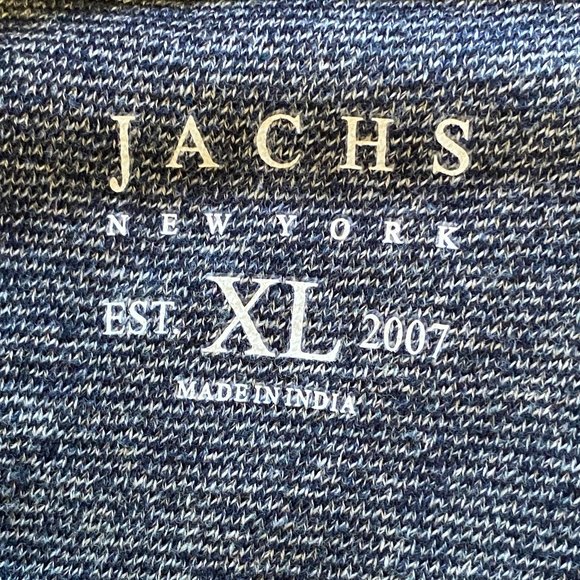 JACHS
NEW YORK
EST. XL 2007
MADE IN INDIA